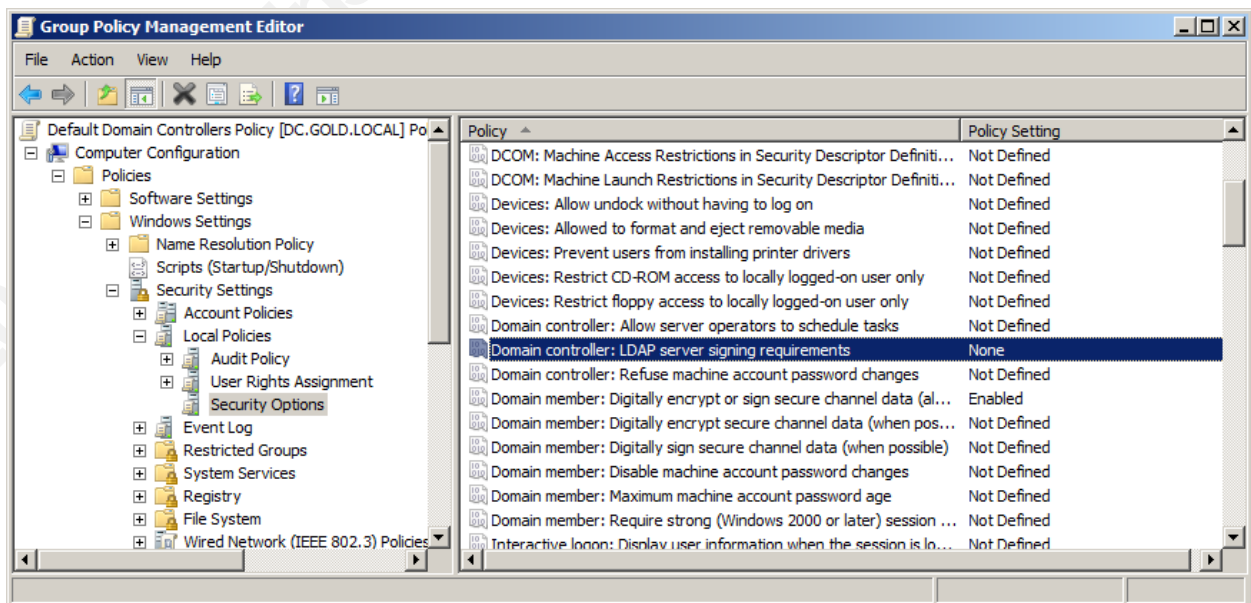 Group Policy Management Editor
File Action View Help
Default Domain Controllers Policy [DC.GOLD.LOCAL] Po
Computer Configuration
Policies
Software Settings
Windows Settings
Name Resolution Policy
Scripts (Startup/Shutdown)
Security Settings
Account Policies
Local Policies
Audit Policy
User Rights Assignment
Security Options
Event Log
Restricted Groups
System Services
Registry
File System
Wired Network (IEEE 802.3) Policies
Policy Policy Setting
DCOM: Machine Access Restrictions in Security Descriptor Definiti... Not Defined
DCOM: Machine Launch Restrictions in Security Descriptor Definiti... Not Defined
Devices: Allow undock without having to log on Not Defined
Devices: Allowed to format and eject removable media Not Defined
Devices: Prevent users from installing printer drivers Not Defined
Devices: Restrict CD-ROM access to locally logged-on user only Not Defined
Devices: Restrict floppy access to locally logged-on user only Not Defined
Domain controller: Allow server operators to schedule tasks Not Defined
Domain controller: LDAP server signing requirements None
Domain controller: Refuse machine account password changes Not Defined
Domain member: Digitally encrypt or sign secure channel data (al... Enabled
Domain member: Digitally encrypt secure channel data (when pos... Not Defined
Domain member: Digitally sign secure channel data (when possible) Not Defined
Domain member: Disable machine account password changes Not Defined
Domain member: Maximum machine account password age Not Defined
Domain member: Require strong (Windows 2000 or later) session ... Not Defined
Interactive logon: Display user information when the session is lo... Not Defined